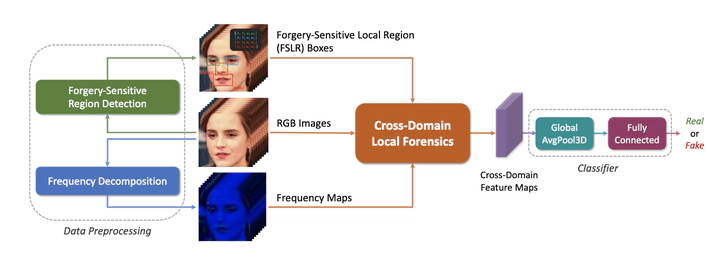 Forgery-Sensitive Local Region
(FSLR) Boxes
Forgery-Sensitive
Region Detection
RGB Images
Cross-Domain
Local Forensics
Global
AvgPool3D
Fully
Connected
Real
or
Fake
Classifier
Cross-Domain
Feature Maps
Frequency Decomposition
Frequency Maps
Data Preprocessing